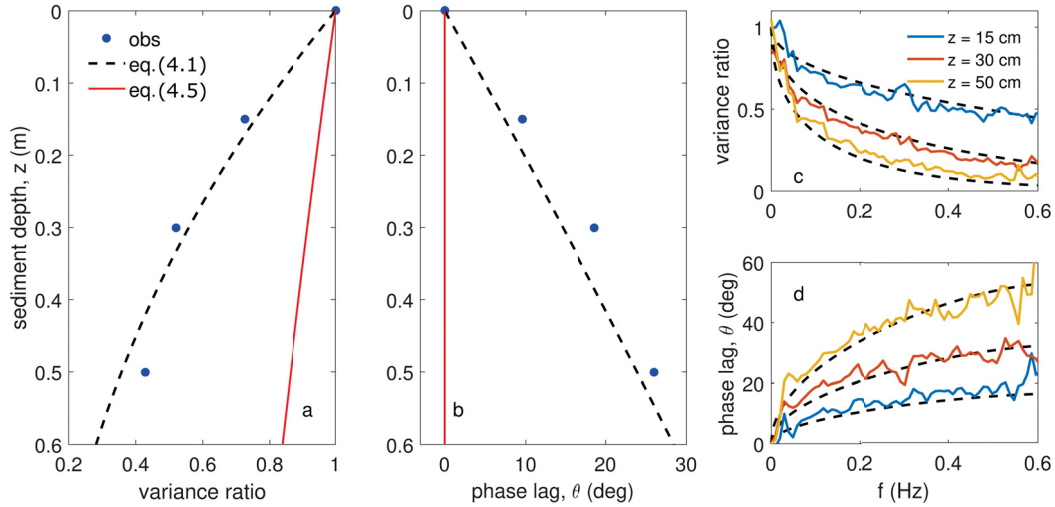 0
0.1
0.2
0.3
0.4
0.5
0.6
sediment depth, z (m)
obs
eq.(4.1)
eq.(4.5)
a
0.2
0.4
0.6
0.8
1
variance ratio
0
0.1
0.2
0.3
0.4
0.5
0.6
b
0
10
20
30
phase lag, θ (deg)
1
0.5
0
variance ratio
z = 15 cm
z = 30 cm
z = 50 cm
c
0
0.2
0.4
0.6
60
40
20
0
phase lag, θ (deg)
d
0
0.2
0.4
0.6
f (Hz)